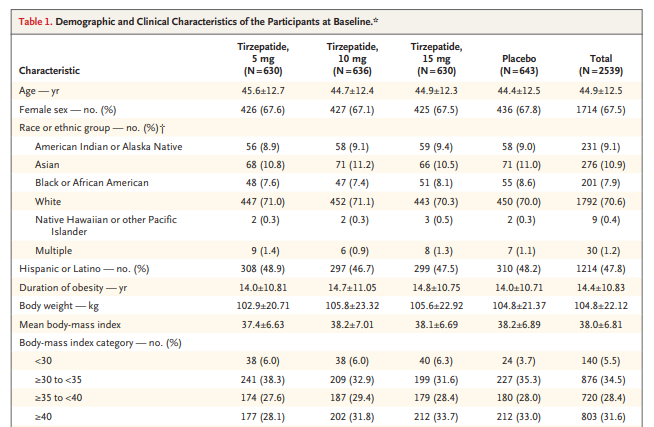 Table 1. Demographic and Clinical Characteristics of the Participants at Baseline.*
Characteristic Tirzepatide, 5 mg (N=630) Tirzepatide, 10 mg (N=636) Tirzepatide, 15 mg (N=630) Placebo (N=643) Total (N=2539)
Age — yr 45.6±12.7 44.7±12.4 44.9±12.3 44.4±12.5 44.9±12.5
Female sex — no. (%) 426 (67.6) 427 (67.1) 425 (67.5) 436 (67.8) 1714 (67.5)
Race or ethnic group — no. (%)†
American Indian or Alaska Native 56 (8.9) 58 (9.1) 59 (9.4) 58 (9.0) 231 (9.1)
Asian 68 (10.8) 71 (11.2) 66 (10.5) 71 (11.0) 276 (10.9)
Black or African American 48 (7.6) 47 (7.4) 51 (8.1) 55 (8.6) 201 (7.9)
White 447 (71.0) 452 (71.1) 443 (70.3) 450 (70.0) 1792 (70.6)
Native Hawaiian or other Pacific Islander 2 (0.3) 2 (0.3) 3 (0.5) 2 (0.3) 9 (0.4)
Multiple 9 (1.4) 6 (0.9) 8 (1.3) 7 (1.1) 30 (1.2)
Hispanic or Latino — no. (%) 308 (48.9) 297 (46.7) 299 (47.5) 310 (48.2) 1214 (47.8)
Duration of obesity — yr 14.0±10.81 14.7±11.05 14.8±10.75 14.0±10.71 14.4±10.83
Body weight — kg 102.9±20.71 105.8±23.32 105.6±22.92 104.8±21.37 104.8±22.12
Mean body-mass index 37.4±6.63 38.2±7.01 38.1±6.69 38.2±6.89 38.0±6.81
Body-mass index category — no. (%)
<30 38 (6.0) 38 (6.0) 40 (6.3) 24 (3.7) 140 (5.5)
≥30 to <35 241 (38.3) 209 (32.9) 199 (31.6) 227 (35.3) 876 (34.5)
≥35 to <40 174 (27.6) 187 (29.4) 179 (28.4) 180 (28.0) 720 (28.4)
≥40 177 (28.1) 202 (31.8) 212 (33.7) 212 (33.0) 803 (31.6)